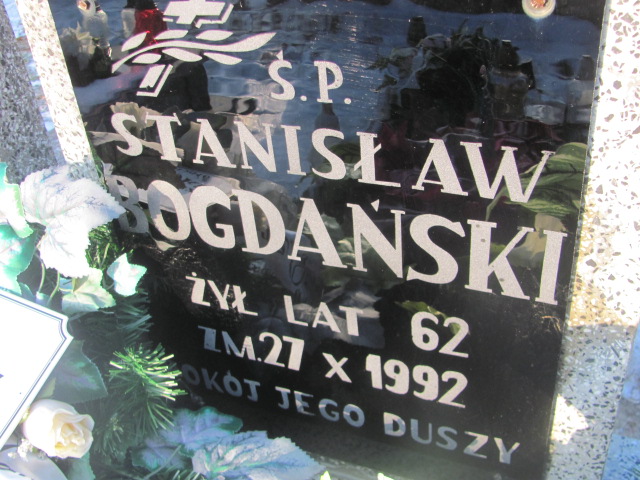 Ś.P.
STANISŁAW
BOGDAŃSKI
ŻYŁ LAT 62
ZM. 27 X 1992
POKÓJ JEGO DUSZY